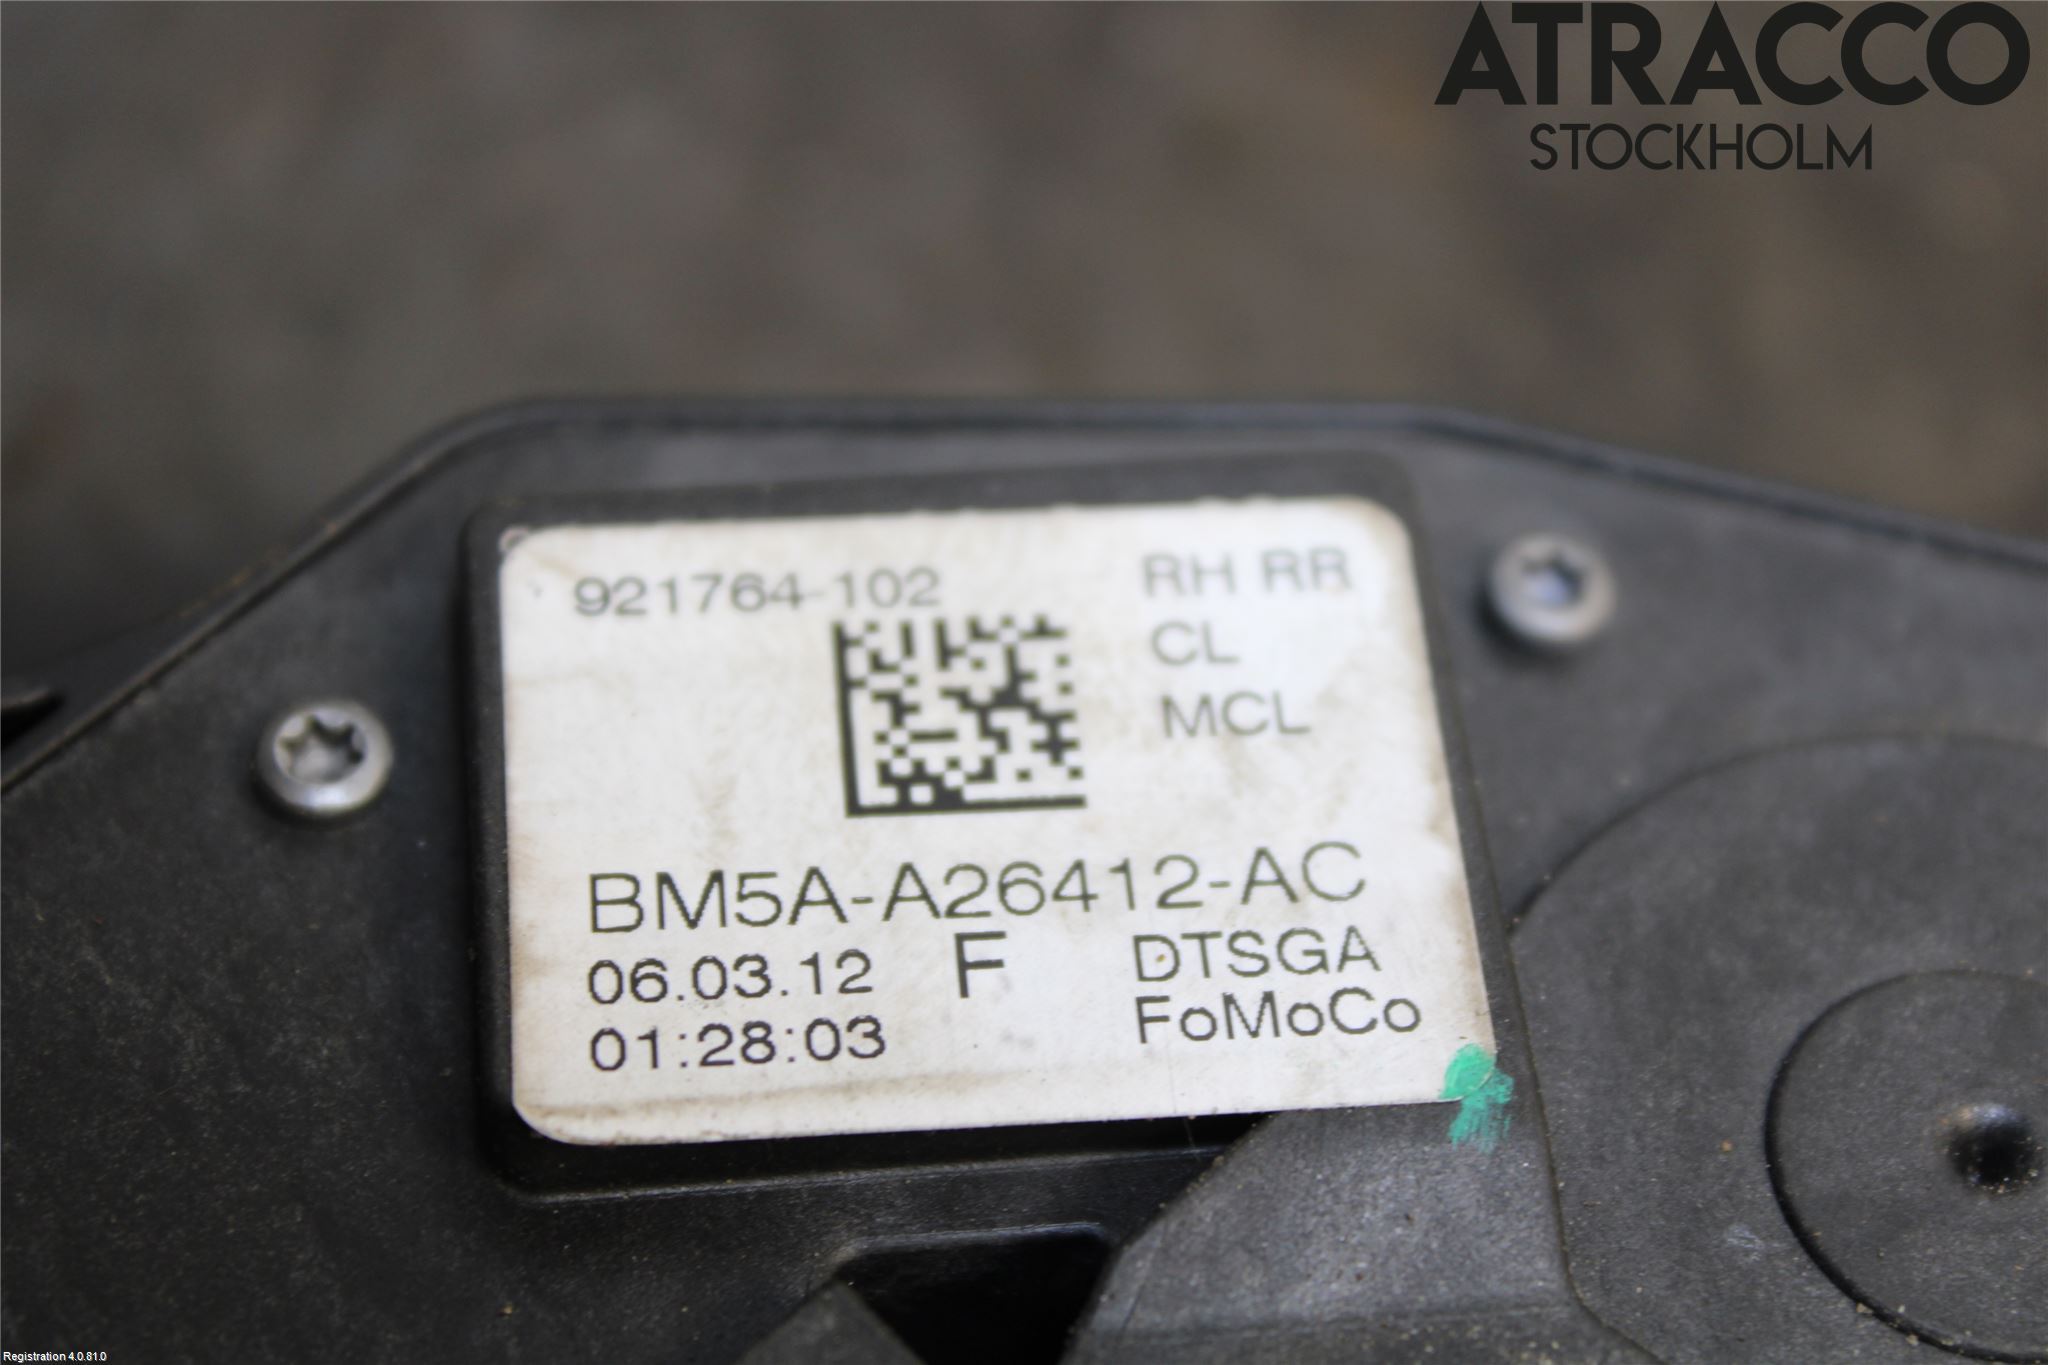 ATRACCO
STOCKHOLM
921764-102
RH RR
CL
MCL
BM5A-A26412-AC
06.03.12 F DTSGA
01:28:03 FoMoCo
Registration 4.0.81.0